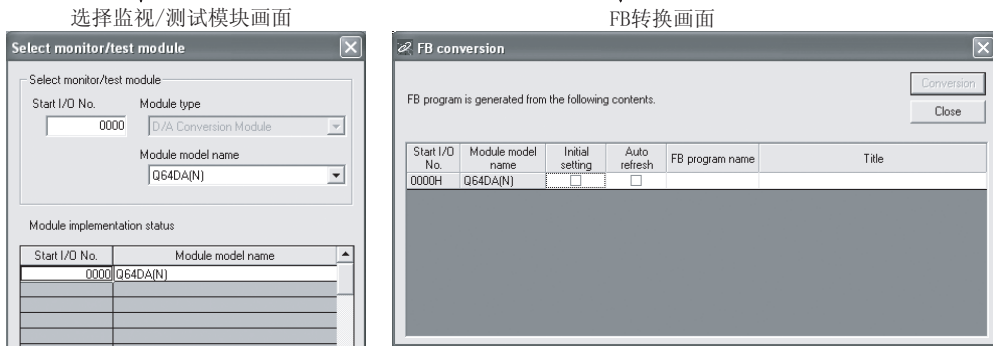 选择监视/测试模块画面
Select monitor/test module
Select monitor/test module
Start I/O No.
Module type
0000
D/A Conversion Module
Module model name
Q64DA(N)
Module implementation status
Start I/O No.
Module model name
0000
Q64DA(N)
FB转换画面
FB conversion
FB program is generated from the following contents.
Conversion
Close
Start I/O No.
Module model name
Initial setting
Auto refresh
FB program name
Title
0000H
Q64DA(N)